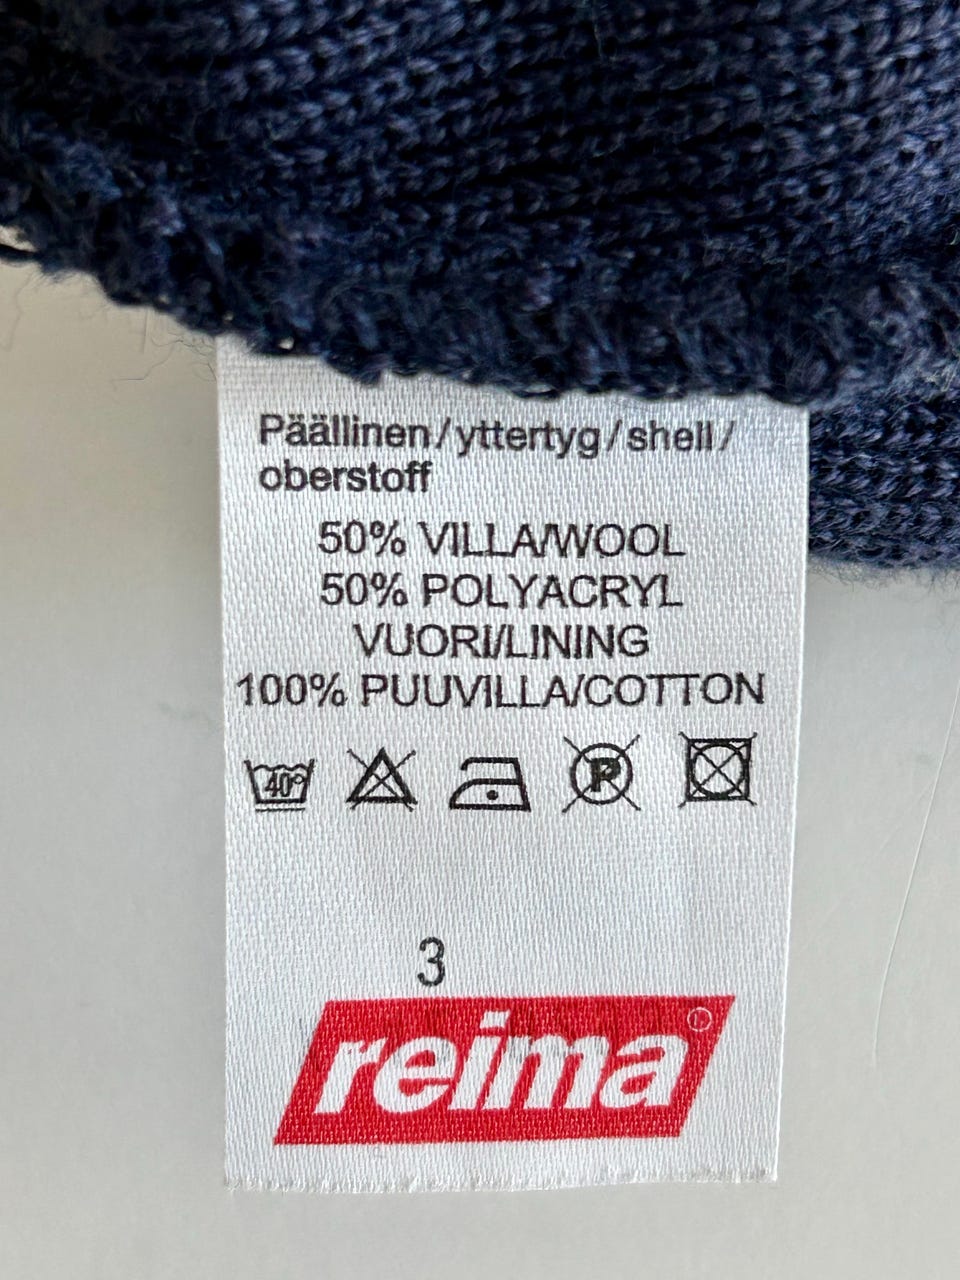 Päällinen/yttertyg/shell/
oberstoff
50% VILLA/WOOL
50% POLYACRYL
VUORI/LINING
100% PUUVILLA/COTTON
40° P
3
reima